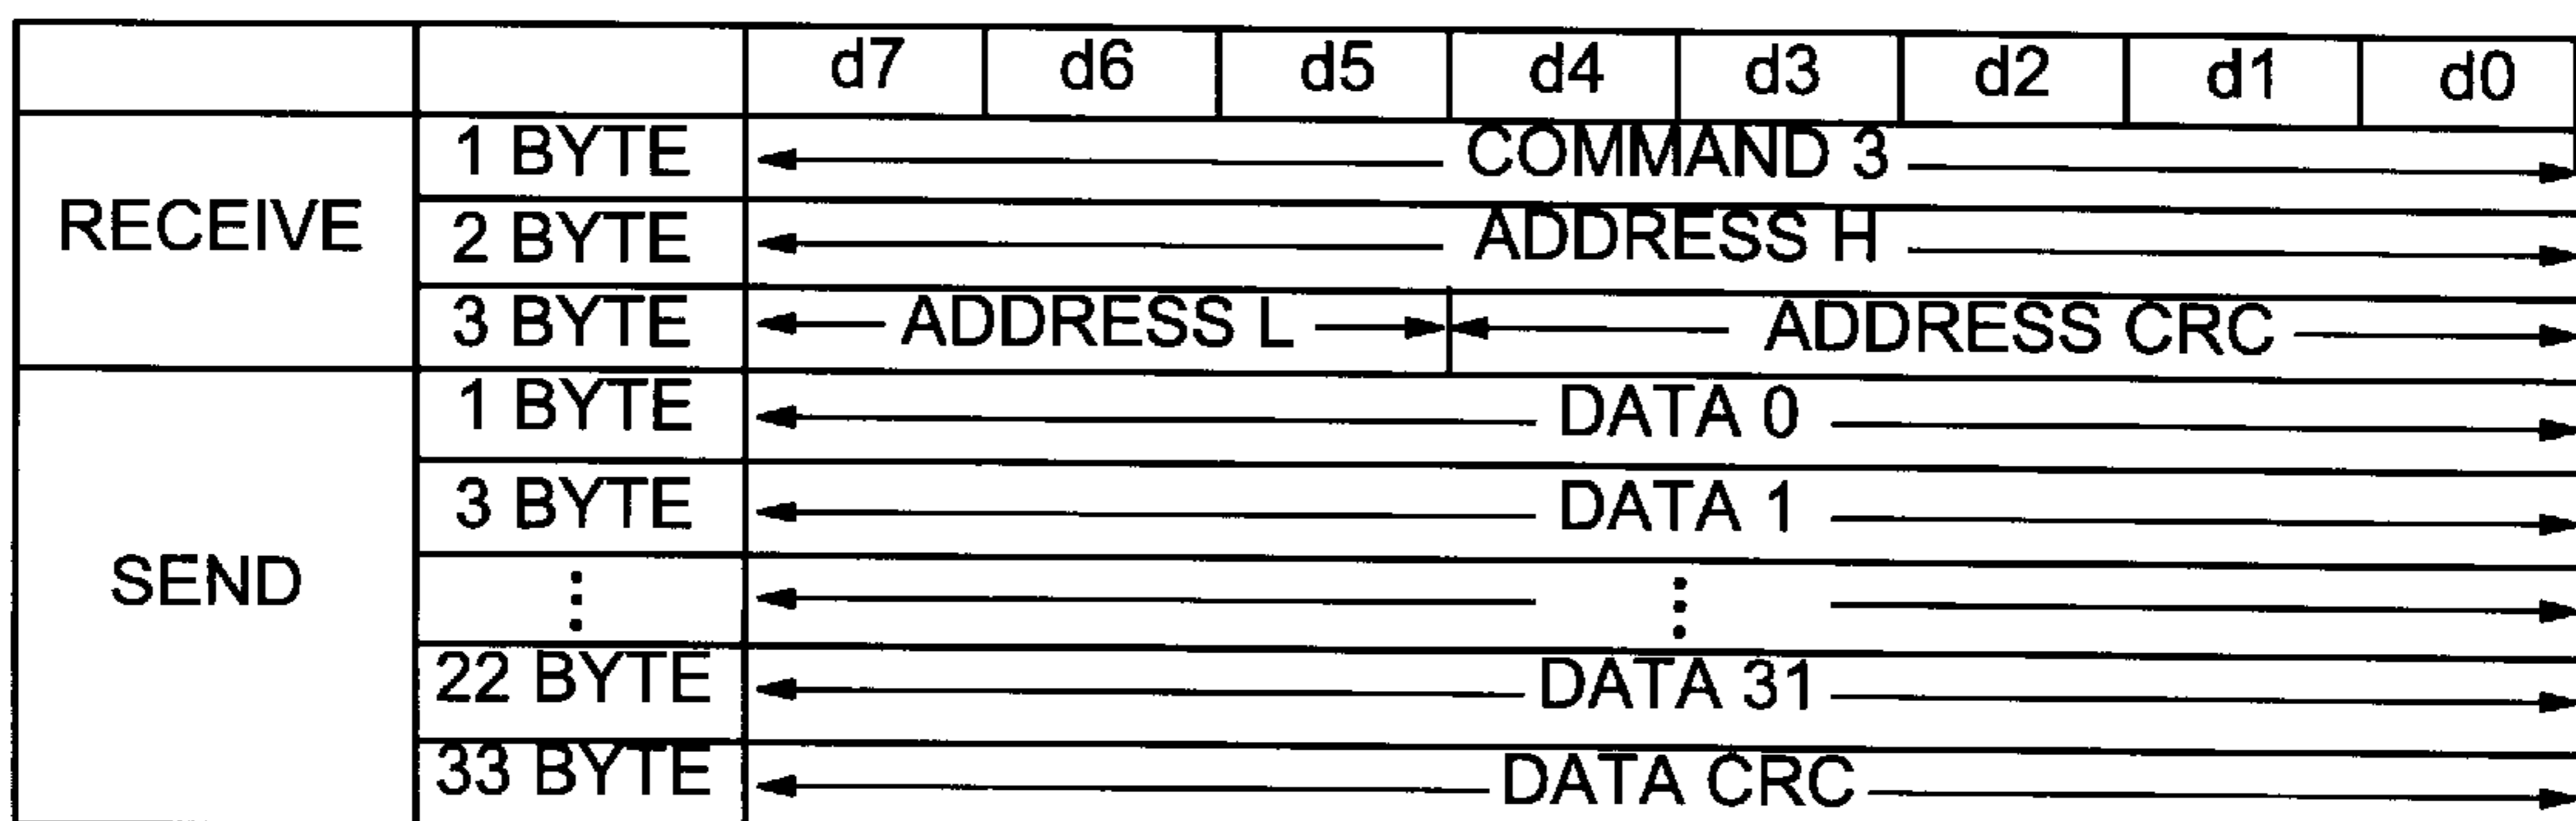 d7 d6 d5 d4 d3 d2 d1 d0
RECEIVE
1 BYTE COMMAND 3
2 BYTE ADDRESS H
3 BYTE ADDRESS L ADDRESS CRC
SEND
1 BYTE DATA 0
3 BYTE DATA 1
⋮ ⋮
22 BYTE DATA 31
33 BYTE DATA CRC